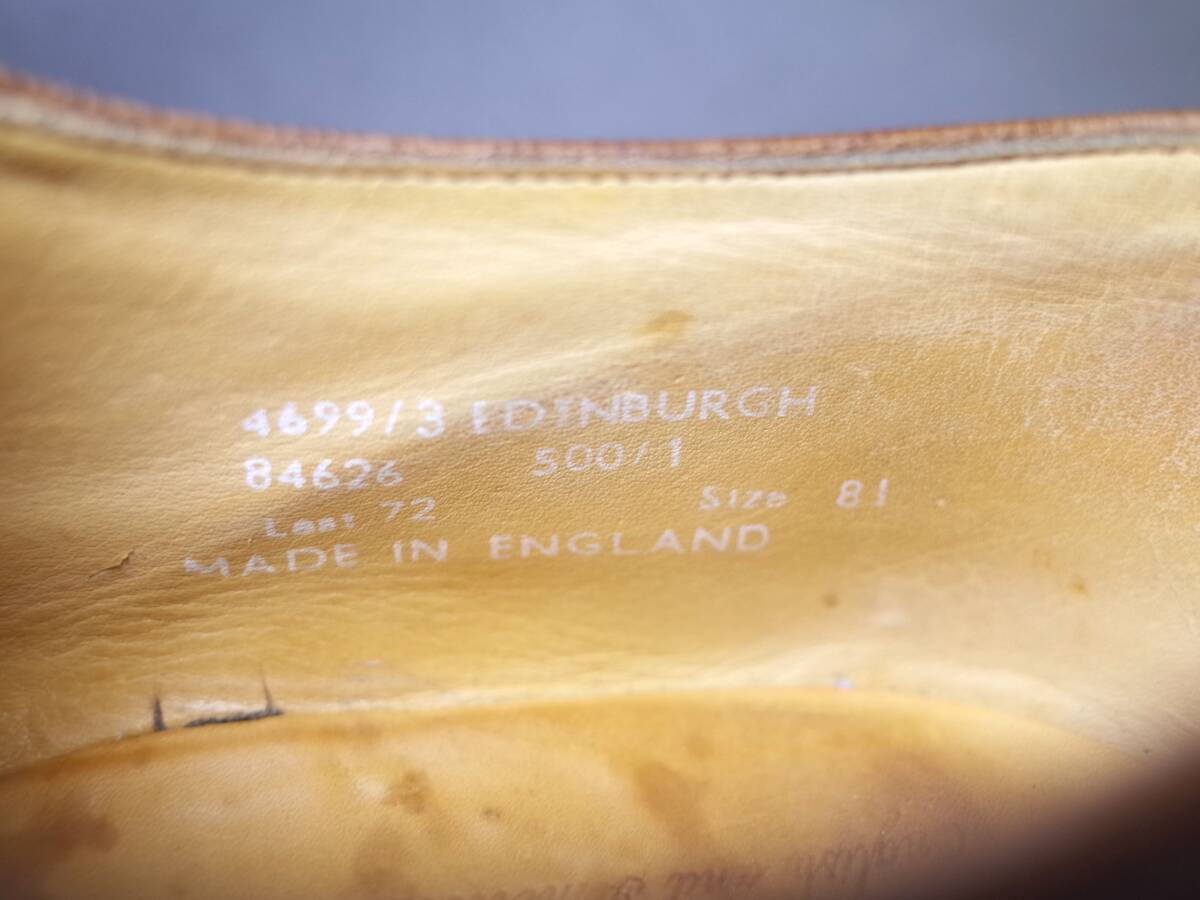 4699/3 EDINBURGH
84626 500/1
Last 72 Size 81
MADE IN ENGLAND